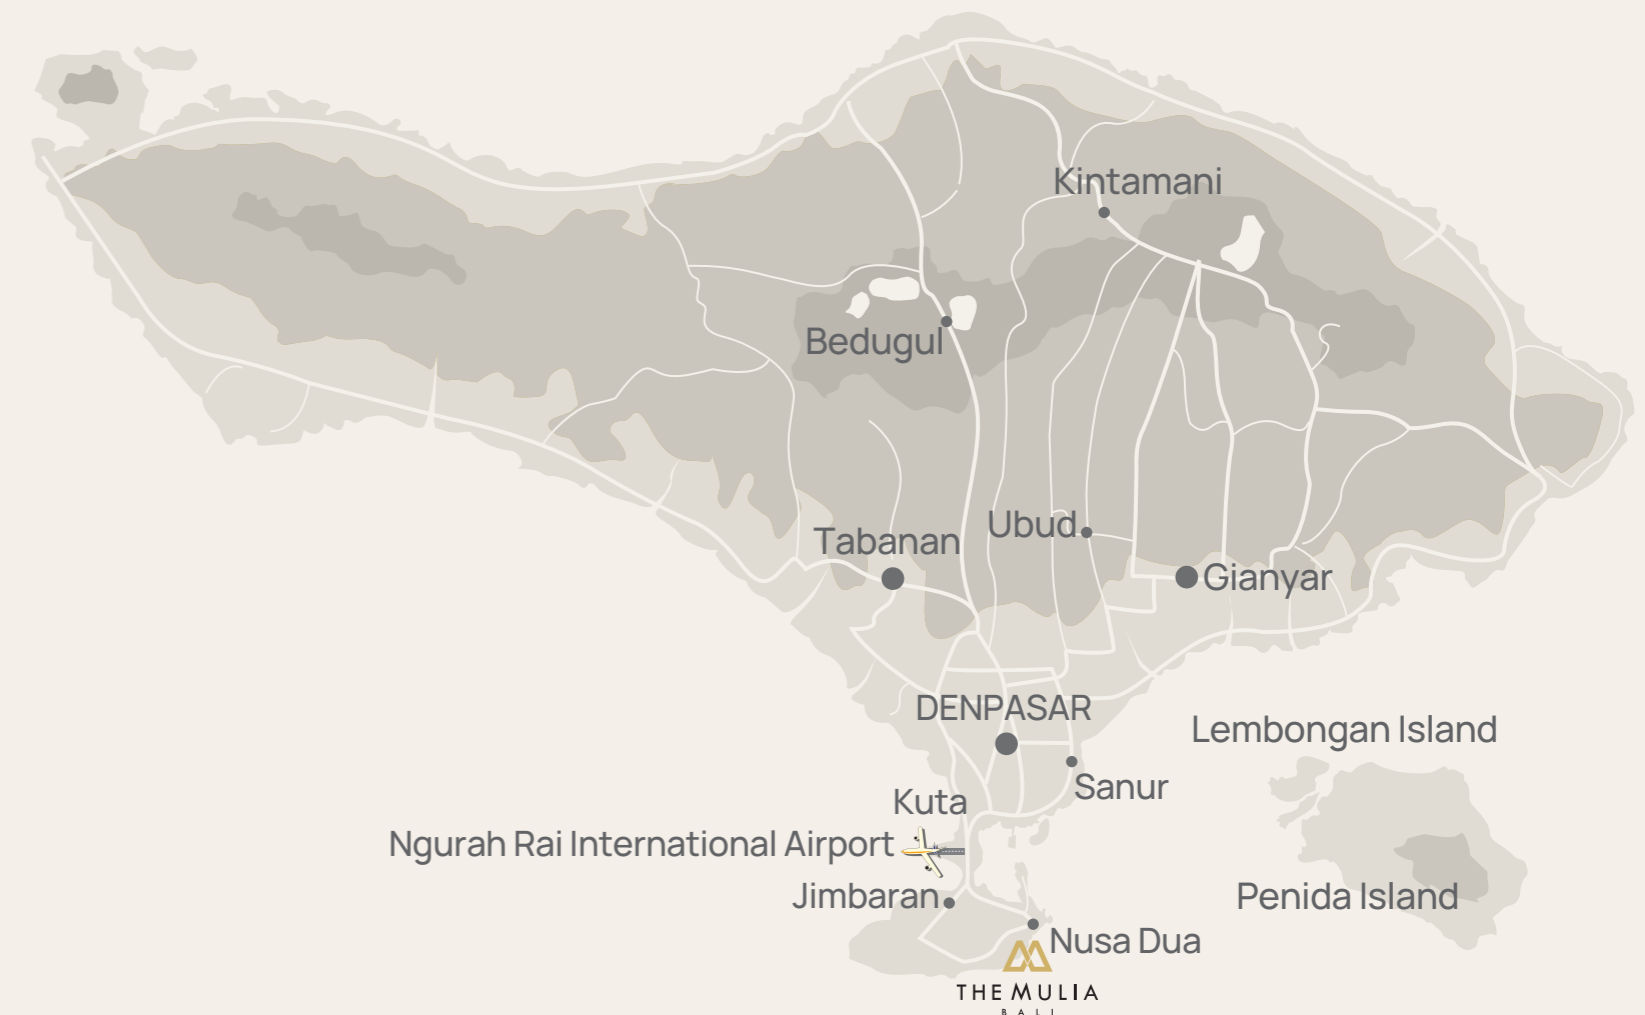 Kintamani
Bedugul
Ubud
Tabanan
Gianyar
DENPASAR
Lembongan Island
Sanur
Kuta
Ngurah Rai International Airport
Jimbaran
Penida Island
Nusa Dua
THE MULIA
BALI